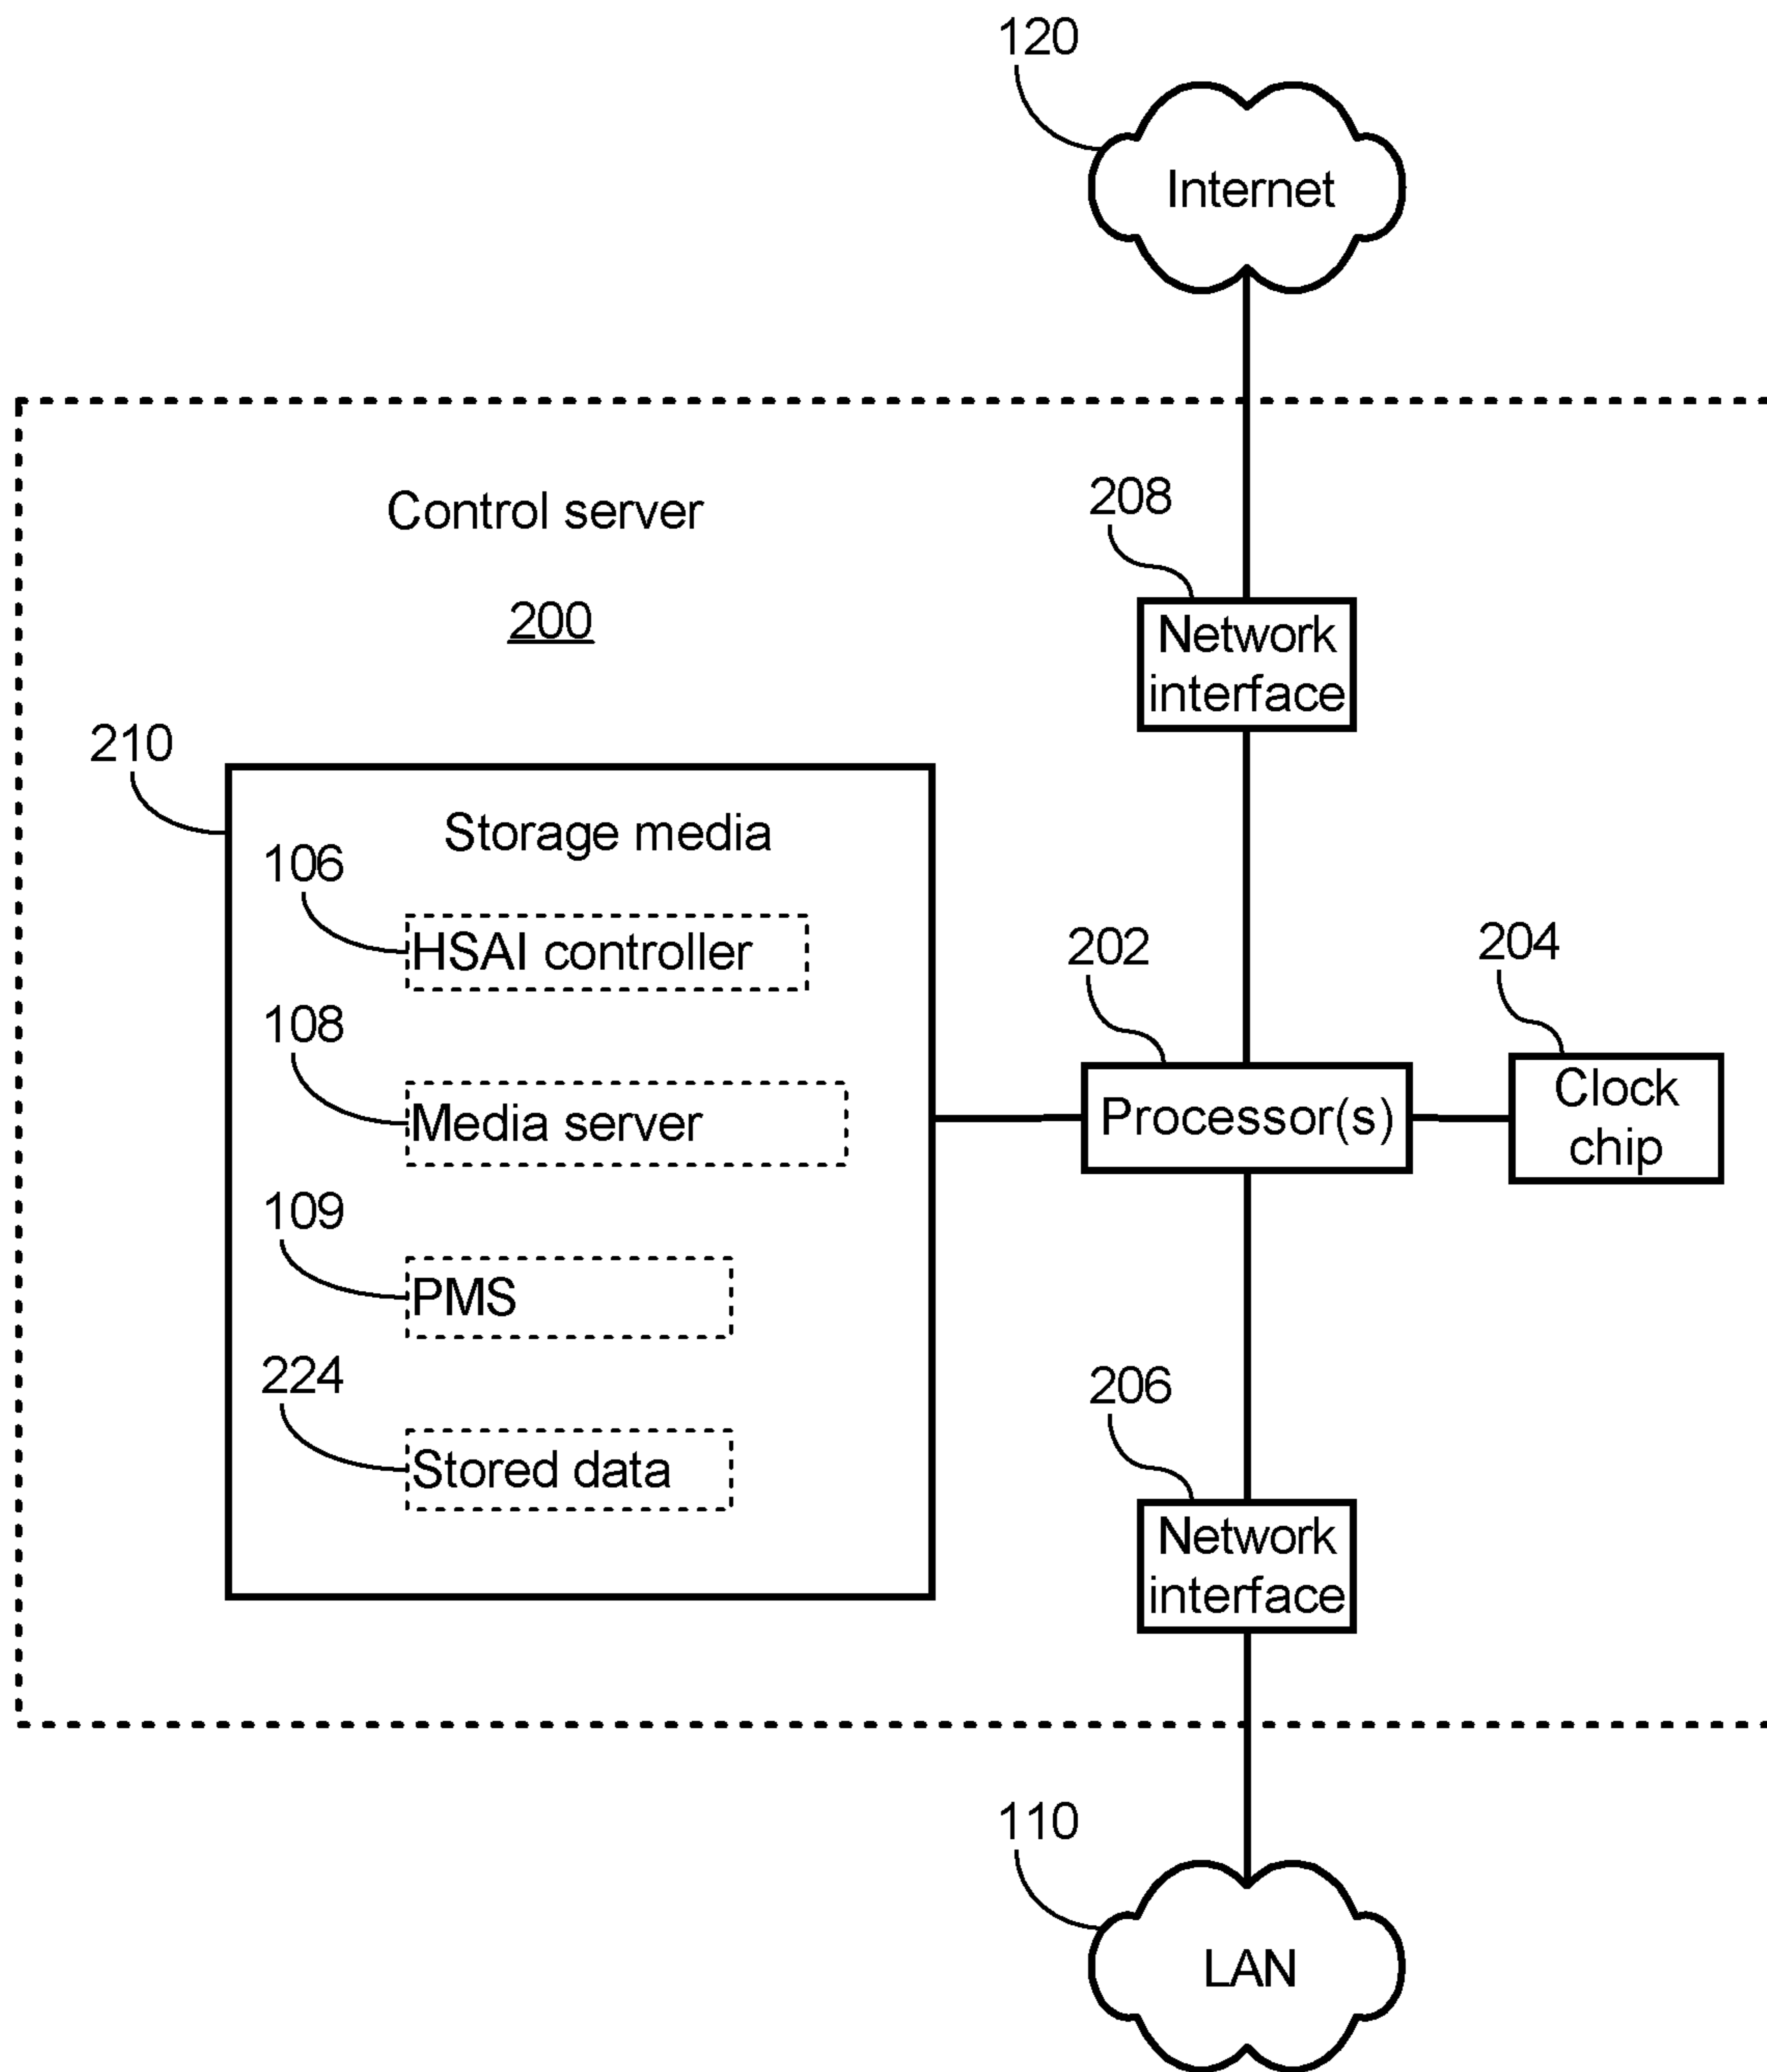 120
Internet
Control server
200
208
Network
interface
210
Storage media
106
HSAI controller
108
Media server
109
PMS
224
Stored data
202
Processor(s)
204
Clock
chip
206
Network
interface
110
LAN